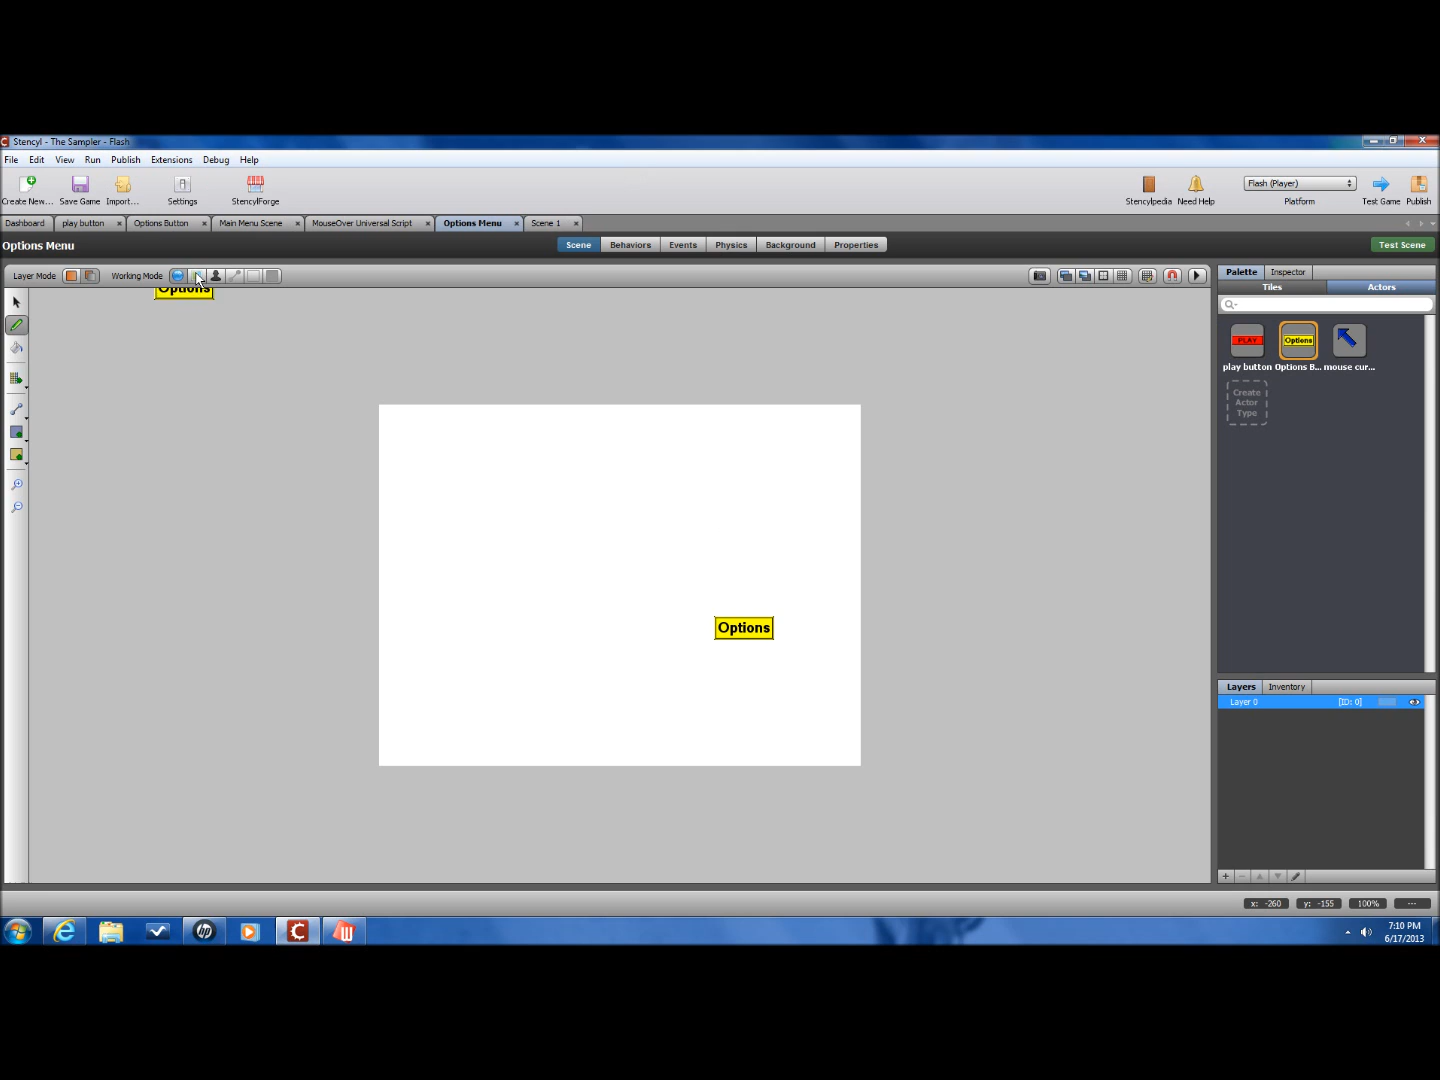 Stencyl - The Sampler - Flash
File Edit View Run Publish Extensions Debug Help
Create New... Save Game Import... Settings StencylForge Stencylpedia Need Help Flash (Player) Platform Test Game Publish
Dashboard play button Options Button Main Menu Scene MouseOver Universal Script Options Menu Scene 1
Options Menu Scene Behaviors Events Physics Background Properties Test Scene
Layer Mode Working Mode Palette Inspector
Options Tiles Actors
PLAY Options
play button Options B... mouse cur...
Create
Actor
Type
Options
Layers Inventory
Layer 0 [ID: 0]
x: -260 y: -155 100% ---
7:10 PM
6/17/2013